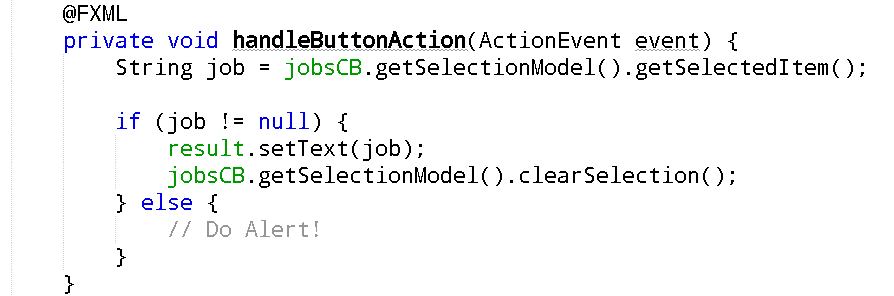 @FXML
private void handleButtonAction(ActionEvent event) {
    String job = jobsCB.getSelectionModel().getSelectedItem();

    if (job != null) {
        result.setText(job);
        jobsCB.getSelectionModel().clearSelection();
    } else {
        // Do Alert!
    }
}